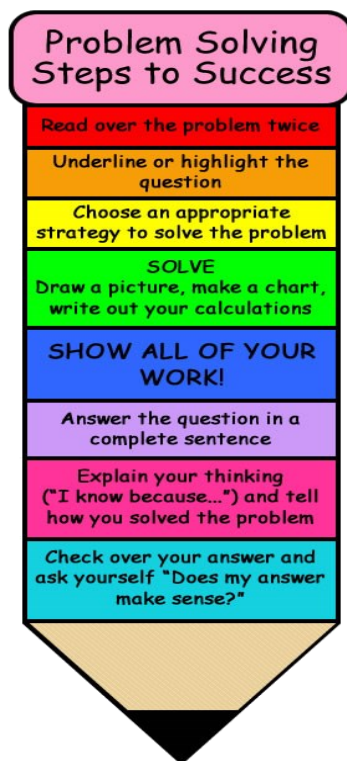 Problem Solving
Steps to Success
Read over the problem twice
Underline or highlight the
question
Choose an appropriate
strategy to solve the problem
SOLVE
Draw a picture, make a chart,
write out your calculations
SHOW ALL OF YOUR
WORK!
Answer the question in a
complete sentence
Explain your thinking
("I know because...") and tell
how you solved the problem
Check over your answer and
ask yourself "Does my answer
make sense?"